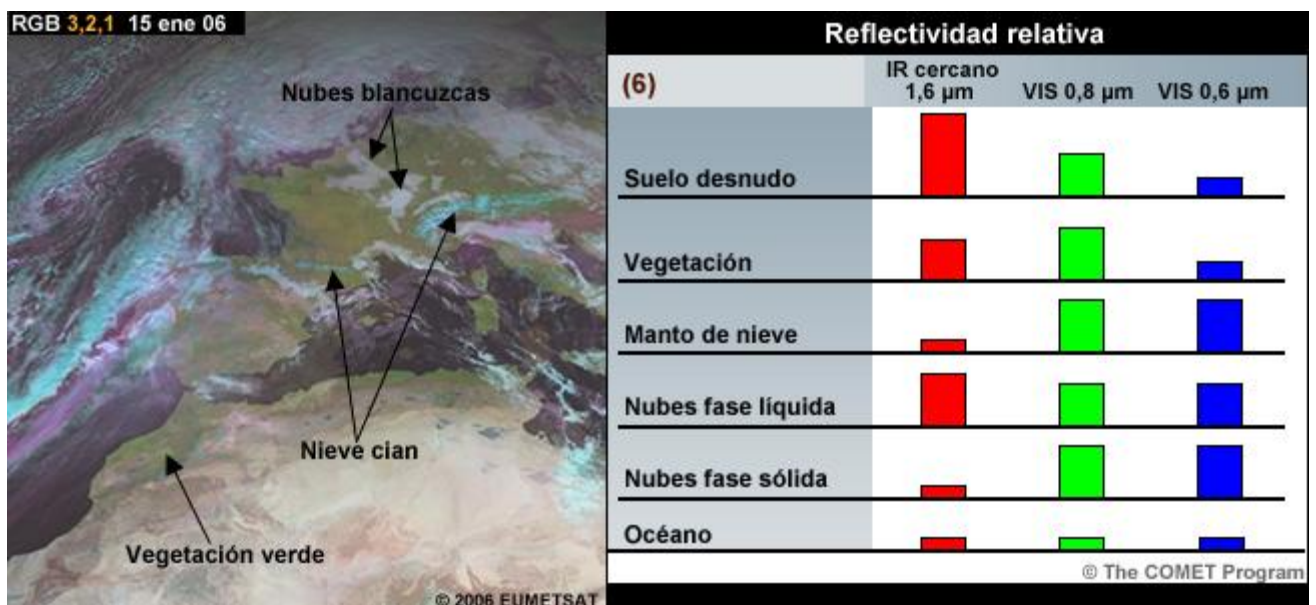 RGB 3,2,1 15 ene 06
Nubes blancuzcas
Nieve cian
Vegetación verde
© 2006 EUMETSAT
Reflectividad relativa
(6)
IR cercano
1,6 µm VIS 0,8 µm VIS 0,6 µm
Suelo desnudo
Vegetación
Manto de nieve
Nubes fase líquida
Nubes fase sólida
Océano
© The COMET Program